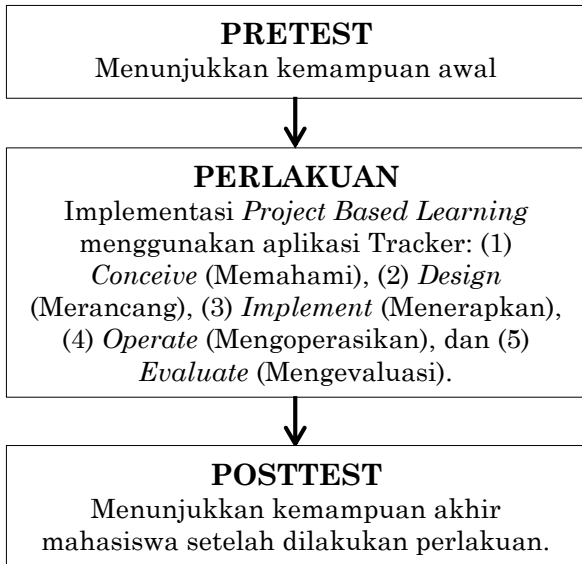 PRETEST
Menunjukkan kemampuan awal
PERLAKUAN
Implementasi Project Based Learning
menggunakan aplikasi Tracker: (1)
Conceive (Memahami), (2) Design
(Merancang), (3) Implement (Menerapkan),
(4) Operate (Mengoperasikan), dan (5)
Evaluate (Mengevaluasi).
POSTTEST
Menunjukkan kemampuan akhir
mahasiswa setelah dilakukan perlakuan.